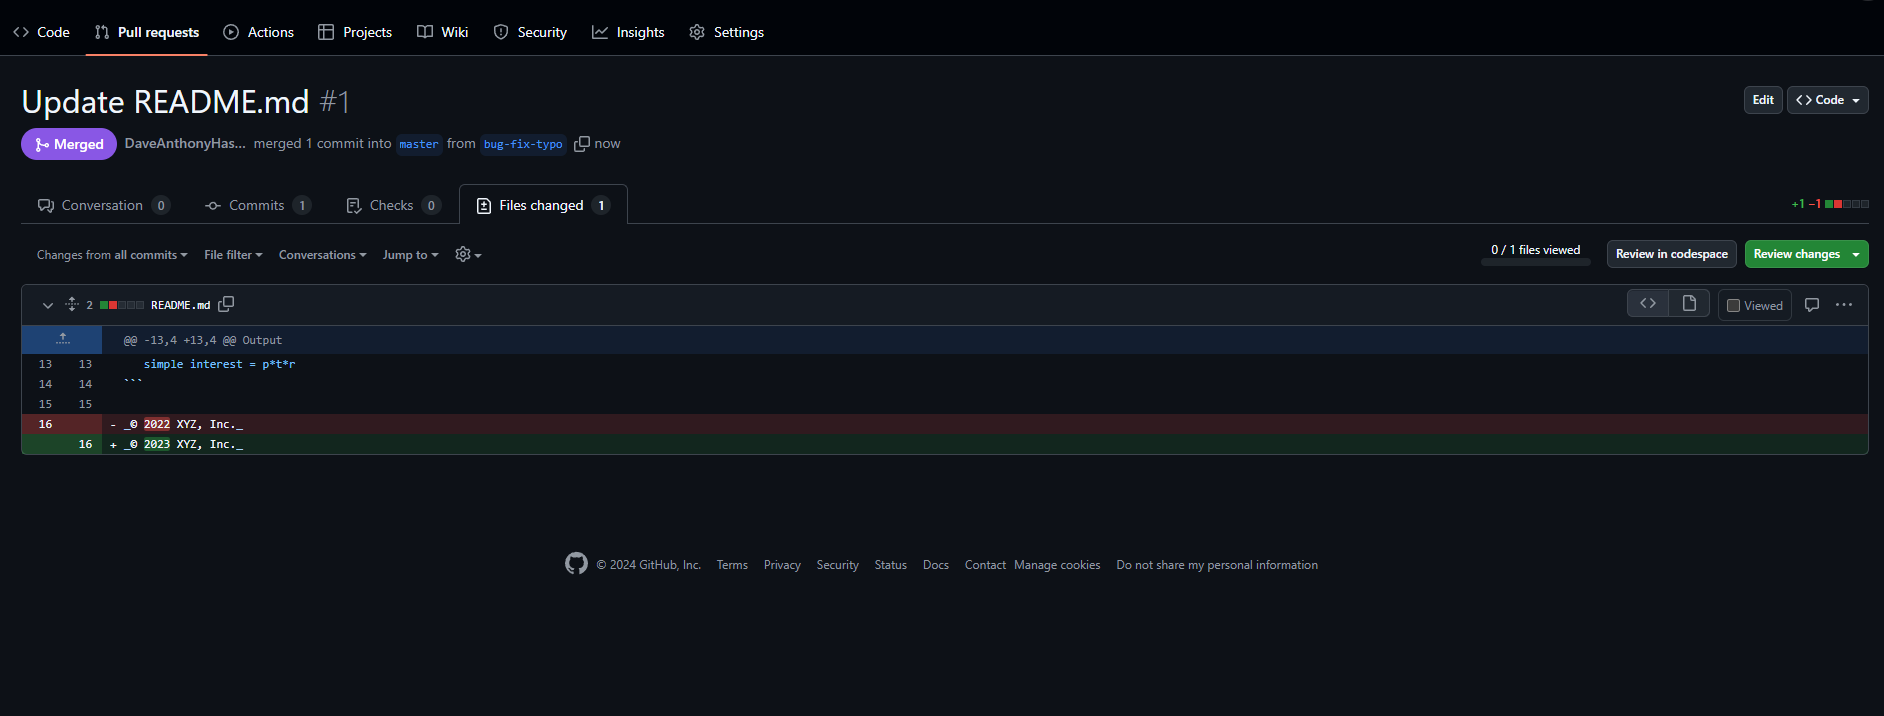 Code Pull requests Actions Projects Wiki Security Insights Settings
Update README.md #1
Edit <> Code
Merged DaveAnthonyHas... merged 1 commit into master from bug-fix-typo now
Conversation 0 Commits 1 Checks 0 Files changed 1
+1 −1
Changes from all commits File filter Conversations Jump to
0 / 1 files viewed
Review in codespace Review changes
2 README.md
Viewed
@@ -13,4 +13,4 @@ Output
13 13 simple interest = p*t*r
14 14 ```
15 15
16 - _© 2022 XYZ, Inc._
16 + _© 2023 XYZ, Inc._
© 2024 GitHub, Inc. Terms Privacy Security Status Docs Contact Manage cookies Do not share my personal information